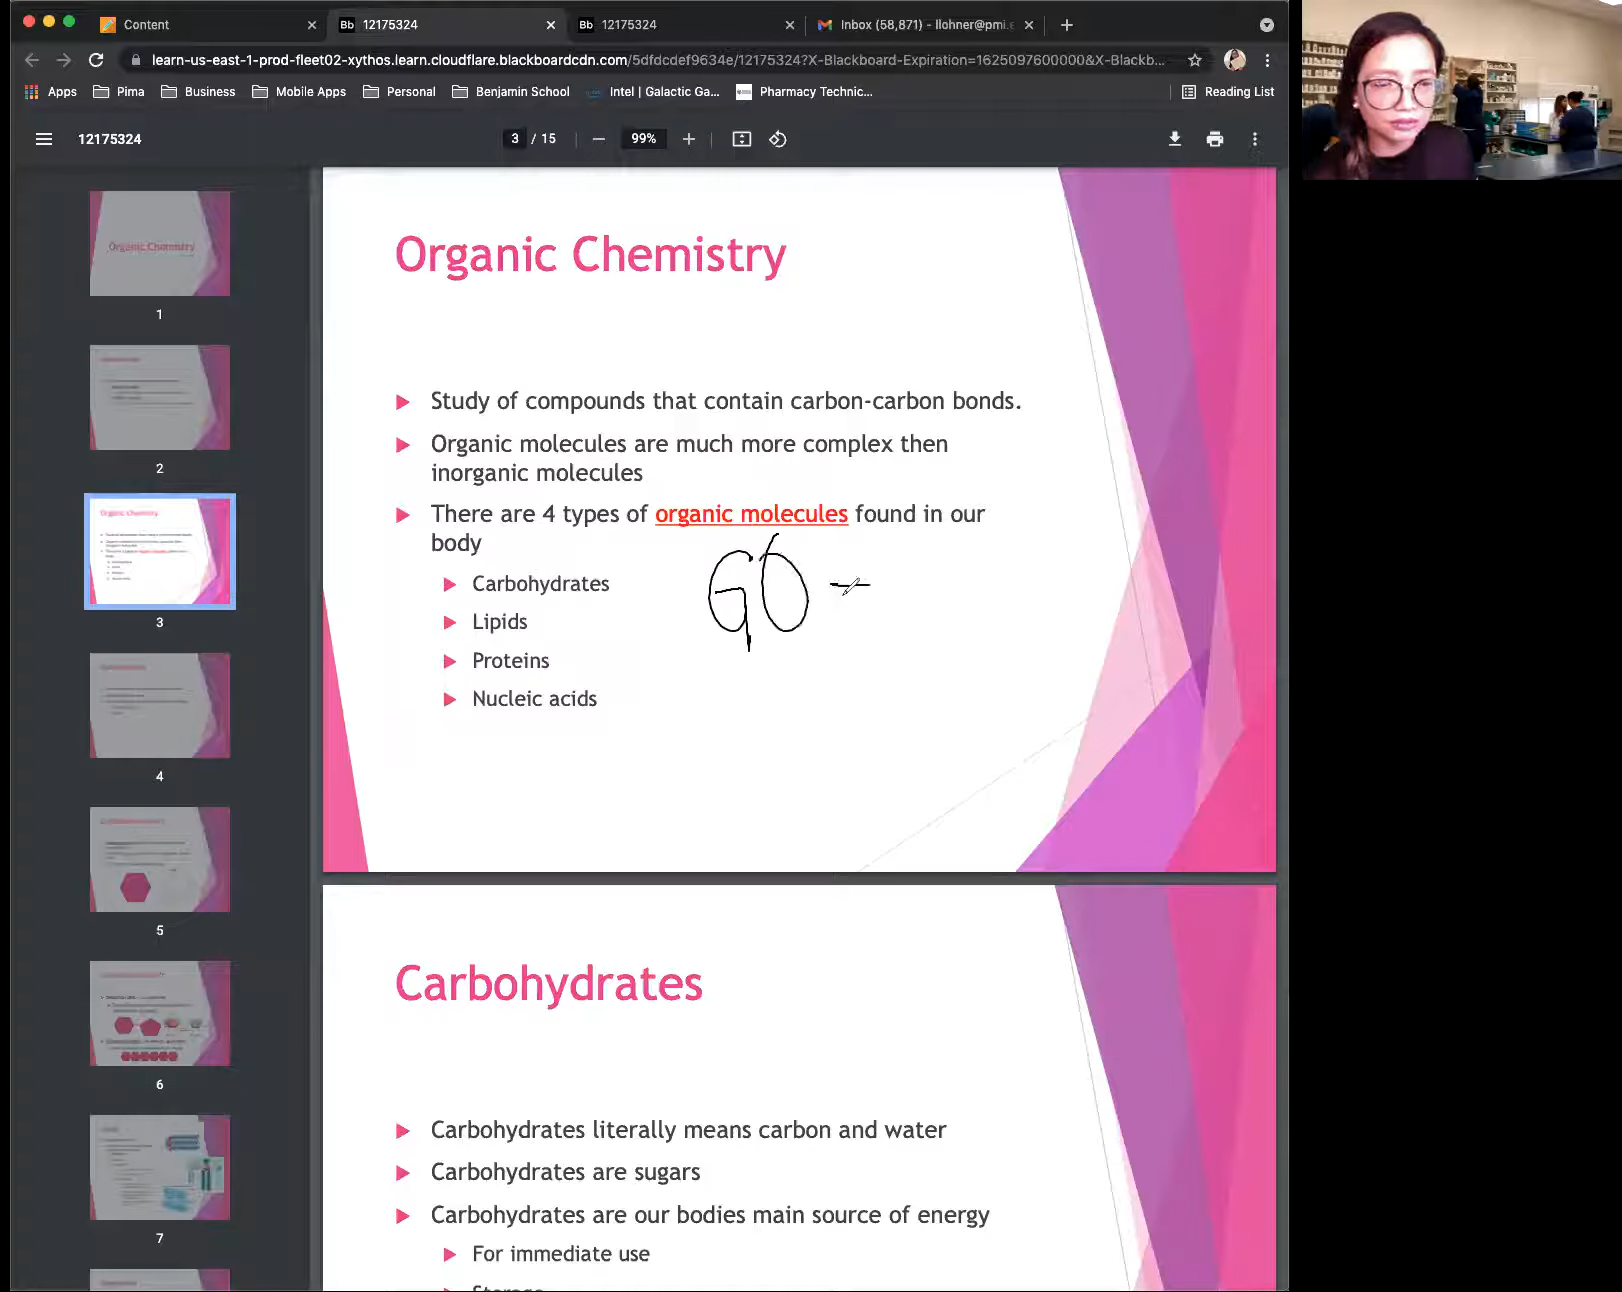 Content
12175324
12175324
Inbox (58,871) - llohner@pmi.e
learn-us-east-1-prod-fleet02-xythos.learn.cloudflare.blackboardcdn.com/5dfdcdef9634e/12175324?X-Blackboard-Expiration=1625097600000&X-Blackb...
Apps
Pima
Business
Mobile Apps
Personal
Benjamin School
Intel | Galactic Ga...
Pharmacy Technic...
Reading List
12175324
3 / 15
99%
Organic Chemistry
1
2
3
4
5
6
7
Organic Chemistry
Study of compounds that contain carbon-carbon bonds.
Organic molecules are much more complex then
inorganic molecules
There are 4 types of organic molecules found in our
body
Carbohydrates
Lipids
Proteins
Nucleic acids
Carbohydrates
Carbohydrates literally means carbon and water
Carbohydrates are sugars
Carbohydrates are our bodies main source of energy
For immediate use
Storage